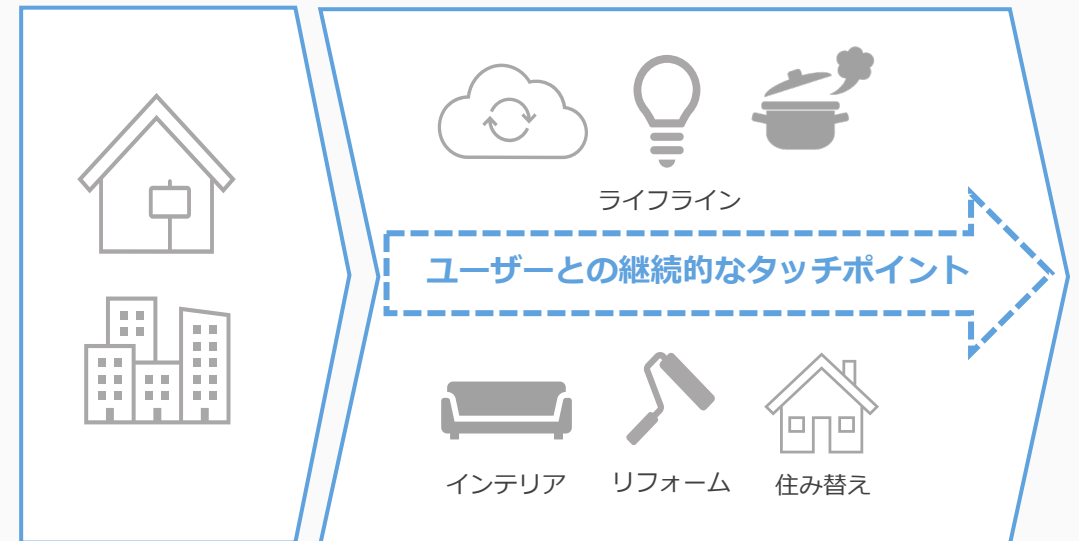 ライフライン
ユーザーとの継続的なタッチポイント
インテリア
リフォーム
住み替え